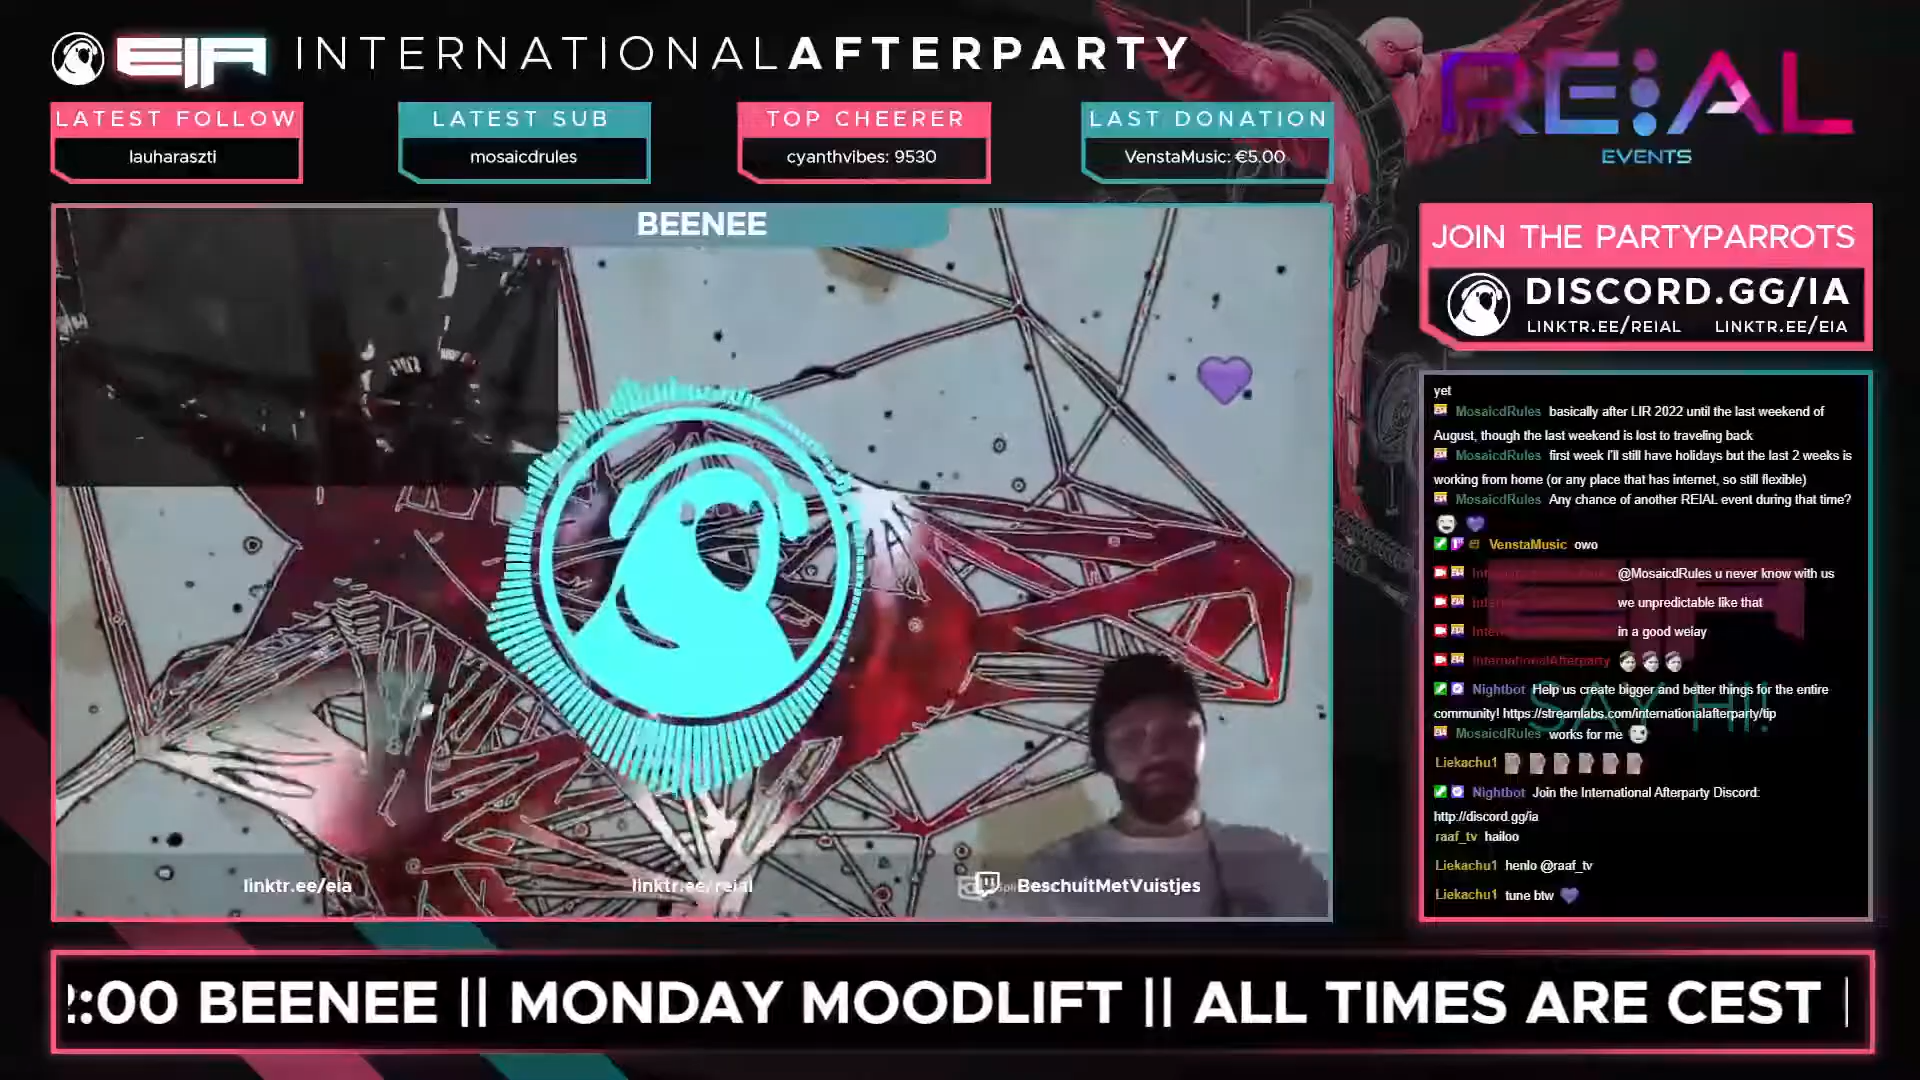 EIA INTERNATIONALAFTERPARTY
RE:AL
EVENTS
LATEST FOLLOW
lauharaszti
LATEST SUB
mosaicdrules
TOP CHEERER
cyanthvibes: 9530
LAST DONATION
VenstaMusic: €5.00
BEENEE
linktr.ee/eia
linktr.ee/reial
BeschuitMetVuistjes
JOIN THE PARTYPARROTS
DISCORD.GG/IA
LINKTR.EE/REIAL LINKTR.EE/EIA
yet
MosaicdRules basically after LIR 2022 until the last weekend of
August, though the last weekend is lost to traveling back
MosaicdRules first week I'll still have holidays but the last 2 weeks is
working from home (or any place that has internet, so still flexible)
MosaicdRules Any chance of another REIAL event during that time?
VenstaMusic owo
@MosaicdRules u never know with us
we unpredictable like that
in a good weiay
InternationalAfterparty
Nightbot Help us create bigger and better things for the entire
community! https://streamlabs.com/internationalafterparty/tip
SAY HI!
MosaicdRules works for me
Liekachu1
Nightbot Join the International Afterparty Discord:
http://discord.gg/ia
raaf_tv hailoo
Liekachu1 henlo @raaf_tv
Liekachu1 tune btw
:00 BEENEE || MONDAY MOODLIFT || ALL TIMES ARE CEST |